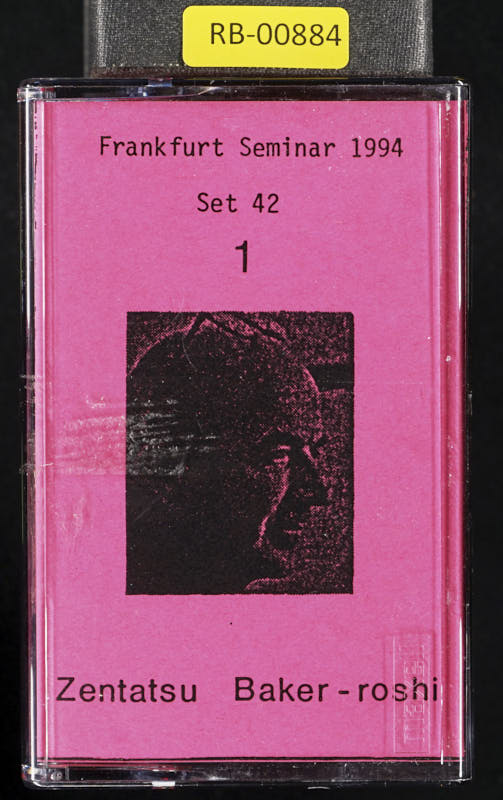 RB-00884
Frankfurt Seminar 1994
Set 42
1
Zentatsu Baker-roshi